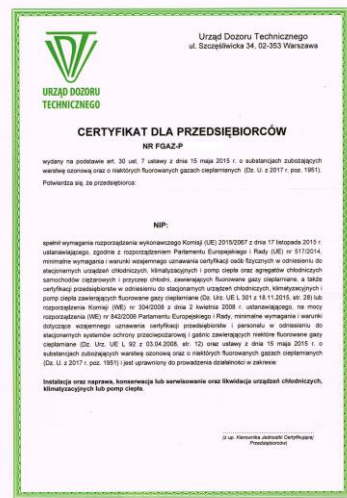 Urząd Dozoru Technicznego
ul. Szczęśliwicka 34, 02-353 Warszawa
UDT
URZĄD DOZORU
TECHNICZNEGO
CERTYFIKAT DLA PRZEDSIĘBIORCÓW
NR FGAZ-P
wydany na podstawie art. 30 ust. 7 ustawy z dnia 15 maja 2015 r. o substancjach zubożających
warstwę ozonową oraz o niektórych fluorowanych gazach cieplarnianych (Dz. U. z 2017 r. poz. 1951).
Potwierdza się, że przedsiębiorca:
NIP:
spełnił wymagania rozporządzenia wykonawczego Komisji (UE) 2015/2067 z dnia 17 listopada 2015 r.
ustanawiającego, zgodnie z rozporządzeniem Parlamentu Europejskiego i Rady (UE) nr 517/2014,
minimalne wymagania i warunki wzajemnego uznawania certyfikacji osób fizycznych w odniesieniu do
stacjonarnych urządzeń chłodniczych, klimatyzacyjnych i pomp ciepła oraz agregatów chłodniczych
samochodów ciężarowych i przyczep chłodni, zawierających fluorowane gazy cieplarniane, a także
certyfikacji przedsiębiorstw w odniesieniu do stacjonarnych urządzeń chłodniczych, klimatyzacyjnych i
pomp ciepła zawierających fluorowane gazy cieplarniane (Dz. Urz. UE L 301 z 18.11.2015, str. 28) lub
rozporządzenia Komisji (WE) nr 304/2008 z dnia 2 kwietnia 2008 r. ustanawiającego, na mocy
rozporządzenia (WE) nr 842/2006 Parlamentu Europejskiego i Rady, minimalne wymagania i warunki
dotyczące wzajemnego uznawania certyfikacji przedsiębiorstw i personelu w odniesieniu do
stacjonarnych systemów ochrony przeciwpożarowej i gaśnic zawierających niektóre fluorowane gazy
cieplarniane (Dz. Urz. UE L 92 z 03.04.2008, str. 12) oraz ustawy z dnia 15 maja 2015 r. o
substancjach zubożających warstwę ozonową oraz o niektórych fluorowanych gazach cieplarnianych
(Dz. U. z 2017 r. poz. 1951) i jest uprawniony do prowadzenia działalności w zakresie:
Instalacja oraz naprawa, konserwacja lub serwisowanie oraz likwidacja urządzeń chłodniczych,
klimatyzacyjnych lub pomp ciepła.
(z up. Kierownika Jednostki Certyfikującej
Przedsiębiorców)